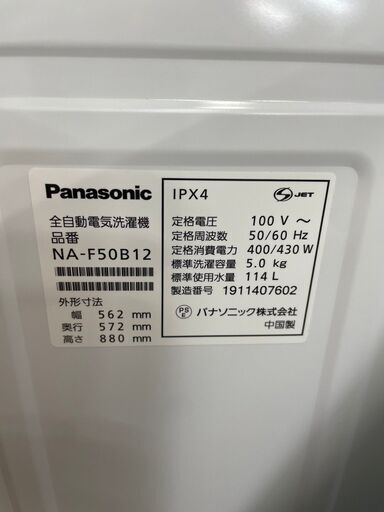 Panasonic
全自動電気洗濯機
品番
NA-F50B12
外形寸法
幅 562 mm
奥行 572 mm
高さ 880 mm
IPX4
S JET
定格電圧 100 V ～
定格周波数 50/60 Hz
定格消費電力 400/430 W
標準洗濯容量 5.0 kg
標準使用水量 114 L
製造番号 1911407602
PS
E
パナソニック株式会社
中国製